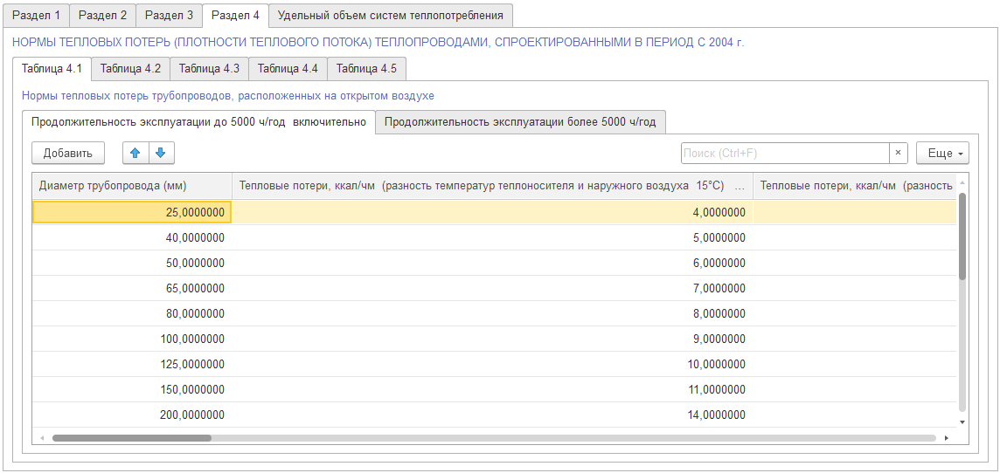 Раздел 1 Раздел 2 Раздел 3 Раздел 4 Удельный объем систем теплопотребления
НОРМЫ ТЕПЛОВЫХ ПОТЕРЬ (ПЛОТНОСТИ ТЕПЛОВОГО ПОТОКА) ТЕПЛОПРОВОДАМИ, СПРОЕКТИРОВАННЫМИ В ПЕРИОД С 2004 г.
Таблица 4.1 Таблица 4.2 Таблица 4.3 Таблица 4.4 Таблица 4.5
Нормы тепловых потерь трубопроводов, расположенных на открытом воздухе
Продолжительность эксплуатации до 5000 ч/год включительно Продолжительность эксплуатации более 5000 ч/год
Добавить Поиск (Ctrl+F) × Еще
Диаметр трубопровода (мм) Тепловые потери, ккал/чм (разность температур теплоносителя и наружного воздуха 15°C) ... Тепловые потери, ккал/чм (разность
25,0000000 4,0000000
40,0000000 5,0000000
50,0000000 6,0000000
65,0000000 7,0000000
80,0000000 8,0000000
100,0000000 9,0000000
125,0000000 10,0000000
150,0000000 11,0000000
200,0000000 14,0000000